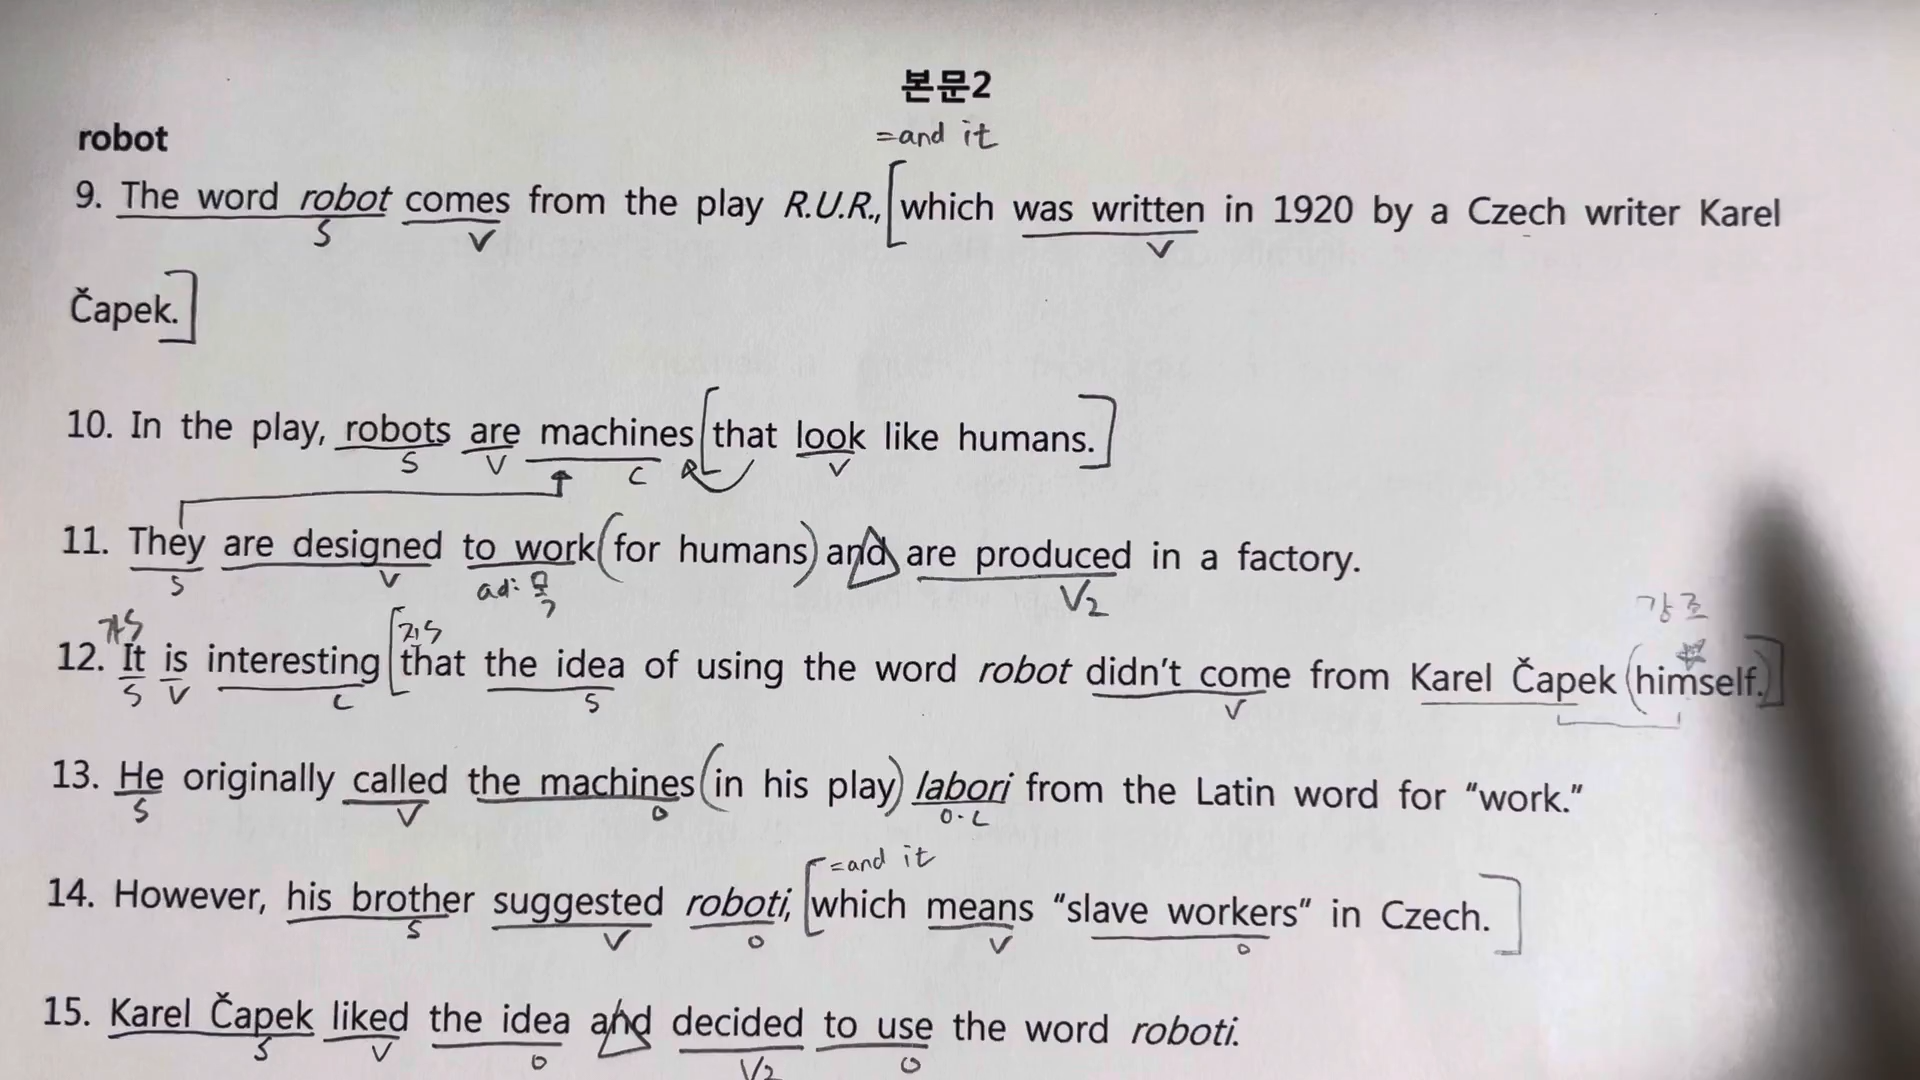 본문2
robot
=and it
9. The word robot comes from the play R.U.R., which was written in 1920 by a Czech writer Karel
S V V
Čapek.
10. In the play, robots are machines that look like humans.
S V C V
11. They are designed to work (for humans) and are produced in a factory.
S V ad: V2
강조
가S 진S
12. It is interesting that the idea of using the word robot didn't come from Karel Čapek (himself.)
S V C S V
13. He originally called the machines (in his play) labori from the Latin word for "work."
S V O O.C
=and it
14. However, his brother suggested roboti, which means "slave workers" in Czech.
S V O V O
15. Karel Čapek liked the idea and decided to use the word roboti.
S V O V2 O